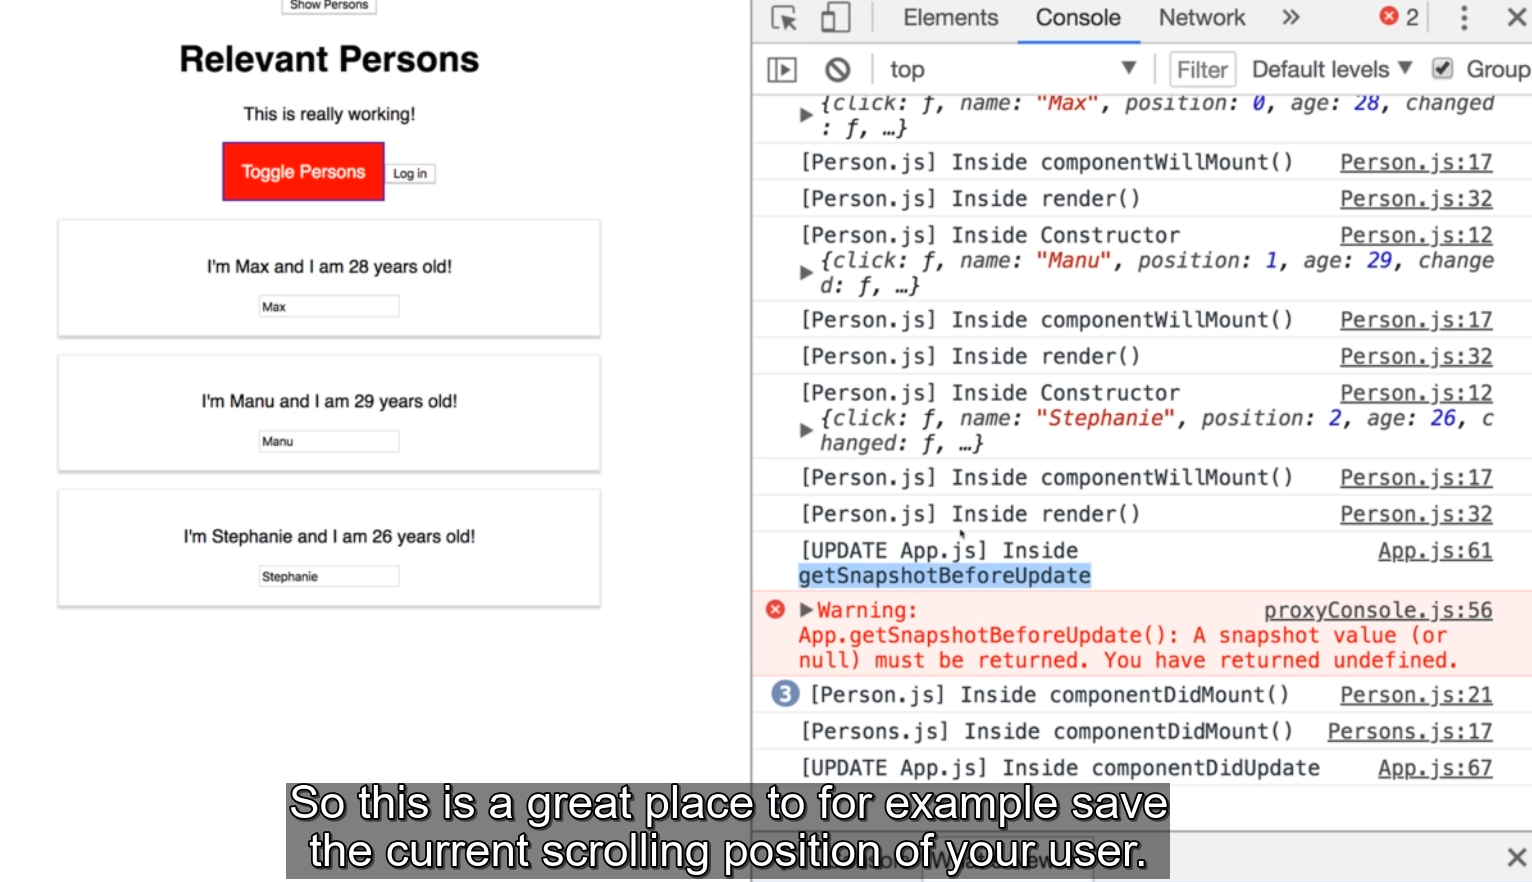 Show Persons
Relevant Persons
This is really working!
Toggle Persons
Log in
I'm Max and I am 28 years old!
Max
I'm Manu and I am 29 years old!
Manu
I'm Stephanie and I am 26 years old!
Stephanie
Elements Console Network » 2
top Filter Default levels Group
{click: ƒ, name: "Max", position: 0, age: 28, changed
: ƒ, …}
[Person.js] Inside componentWillMount() Person.js:17
[Person.js] Inside render() Person.js:32
[Person.js] Inside Constructor Person.js:12
{click: ƒ, name: "Manu", position: 1, age: 29, change
d: ƒ, …}
[Person.js] Inside componentWillMount() Person.js:17
[Person.js] Inside render() Person.js:32
[Person.js] Inside Constructor Person.js:12
{click: ƒ, name: "Stephanie", position: 2, age: 26, c
hanged: ƒ, …}
[Person.js] Inside componentWillMount() Person.js:17
[Person.js] Inside render() Person.js:32
[UPDATE App.js] Inside App.js:61
getSnapshotBeforeUpdate
Warning: proxyConsole.js:56
App.getSnapshotBeforeUpdate(): A snapshot value (or
null) must be returned. You have returned undefined.
3 [Person.js] Inside componentDidMount() Person.js:21
[Persons.js] Inside componentDidMount() Persons.js:17
[UPDATE App.js] Inside componentDidUpdate App.js:67
So this is a great place to for example save
the current scrolling position of your user.